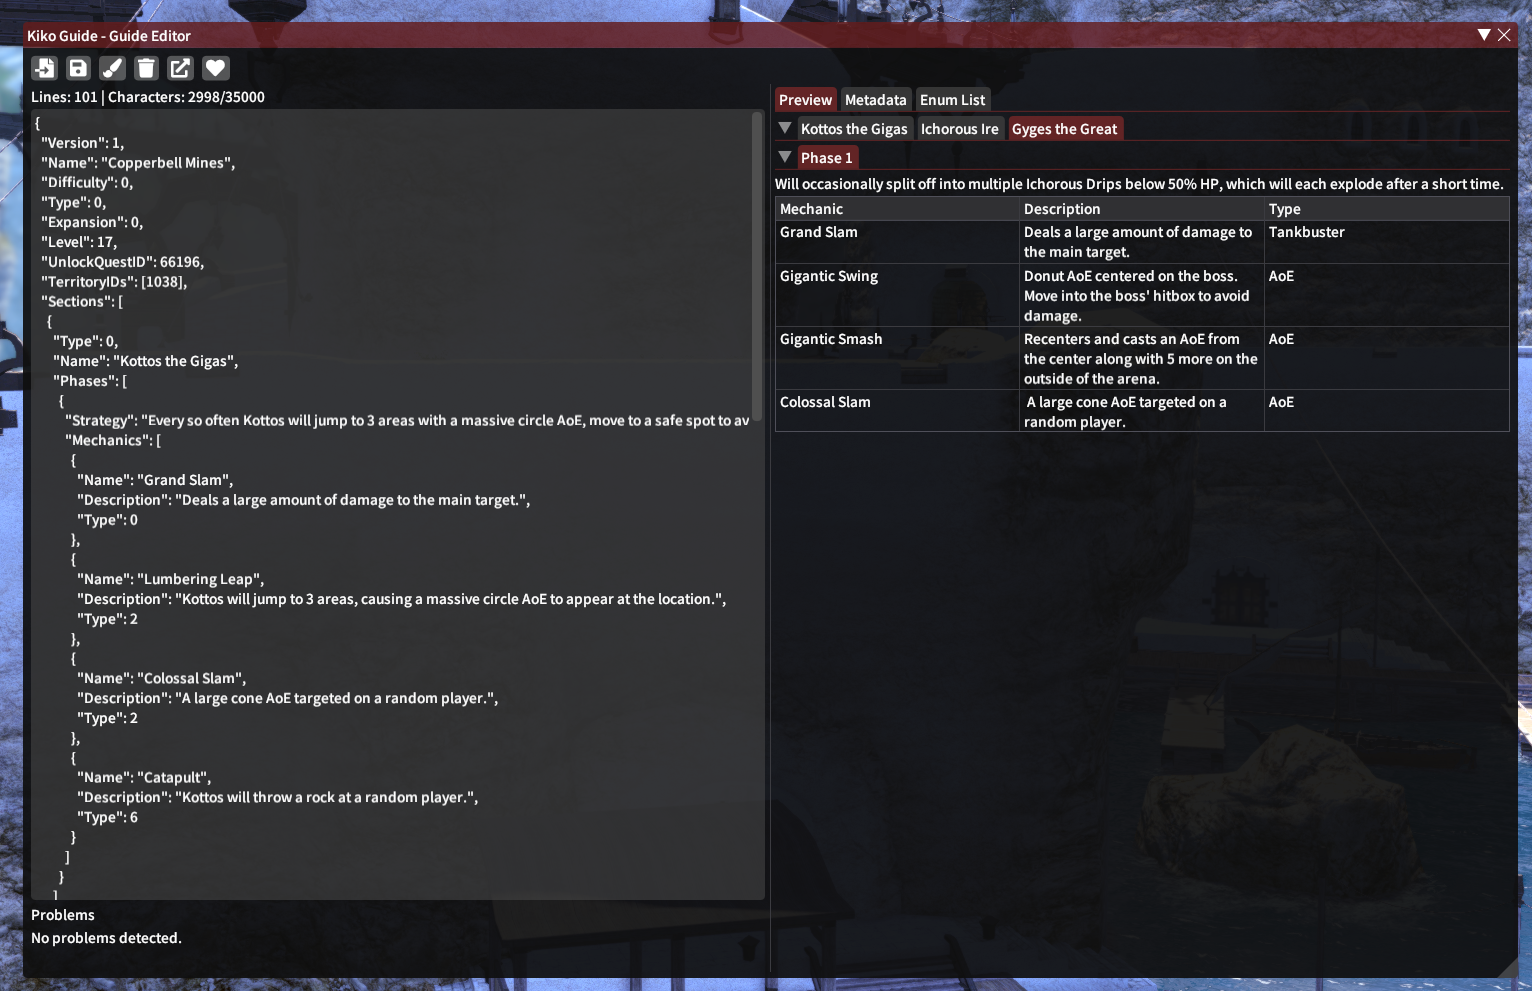 Kiko Guide - Guide Editor
Lines: 101 | Characters: 2998/35000
{
"Version": 1,
"Name": "Copperbell Mines",
"Difficulty": 0,
"Type": 0,
"Expansion": 0,
"Level": 17,
"UnlockQuestID": 66196,
"TerritoryIDs": [1038],
"Sections": [
{
"Type": 0,
"Name": "Kottos the Gigas",
"Phases": [
{
"Strategy": "Every so often Kottos will jump to 3 areas with a massive circle AoE, move to a safe spot to av
"Mechanics": [
{
"Name": "Grand Slam",
"Description": "Deals a large amount of damage to the main target.",
"Type": 0
},
{
"Name": "Lumbering Leap",
"Description": "Kottos will jump to 3 areas, causing a massive circle AoE to appear at the location.",
"Type": 2
},
{
"Name": "Colossal Slam",
"Description": "A large cone AoE targeted on a random player.",
"Type": 2
},
{
"Name": "Catapult",
"Description": "Kottos will throw a rock at a random player.",
"Type": 6
}
]
}
]
Problems
No problems detected.
Preview Metadata Enum List
Kottos the Gigas Ichorous Ire Gyges the Great
Phase 1
Will occasionally split off into multiple Ichorous Drips below 50% HP, which will each explode after a short time.
Mechanic Description Type
Grand Slam Deals a large amount of damage to Tankbuster
the main target.
Gigantic Swing Donut AoE centered on the boss. AoE
Move into the boss' hitbox to avoid
damage.
Gigantic Smash Recenters and casts an AoE from AoE
the center along with 5 more on the
outside of the arena.
Colossal Slam A large cone AoE targeted on a AoE
random player.